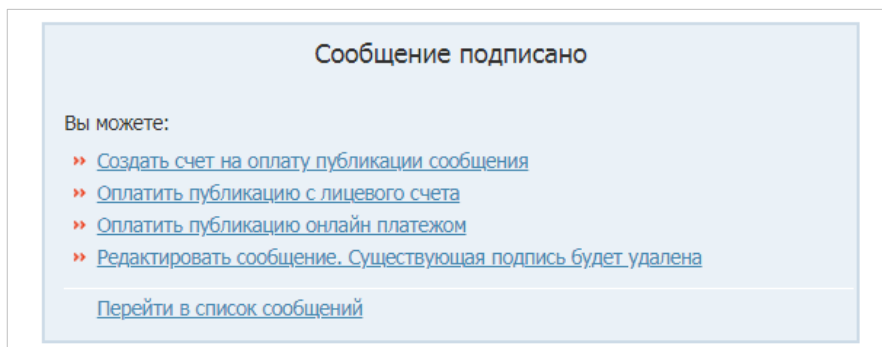 Сообщение подписано
Вы можете:
» Создать счет на оплату публикации сообщения
» Оплатить публикацию с лицевого счета
» Оплатить публикацию онлайн платежом
» Редактировать сообщение. Существующая подпись будет удалена
Перейти в список сообщений